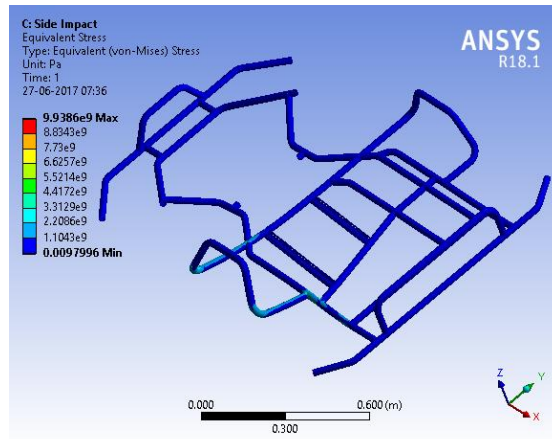 C: Side Impact
Equivalent Stress
Type: Equivalent (von-Mises) Stress
Unit: Pa
Time: 1
27-06-2017 07:36
ANSYS
R18.1
9.9386e9 Max
8.8343e9
7.73e9
6.6257e9
5.5214e9
4.4172e9
3.3129e9
2.2086e9
1.1043e9
0.0097996 Min
0.000
0.600 (m)
0.300
Z
Y
X